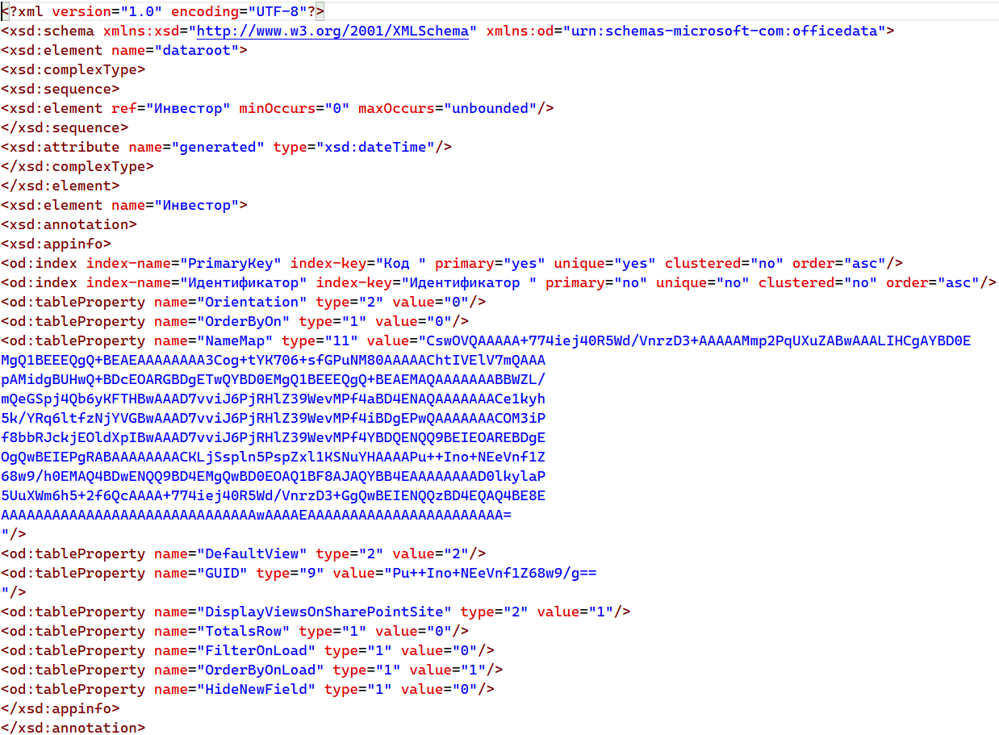 <?xml version="1.0" encoding="UTF-8"?>
<xsd:schema xmlns:xsd="http://www.w3.org/2001/XMLSchema" xmlns:od="urn:schemas-microsoft-com:officedata">
<xsd:element name="dataroot">
<xsd:complexType>
<xsd:sequence>
<xsd:element ref="Инвестор" minOccurs="0" maxOccurs="unbounded"/>
</xsd:sequence>
<xsd:attribute name="generated" type="xsd:dateTime"/>
</xsd:complexType>
</xsd:element>
<xsd:element name="Инвестор">
<xsd:annotation>
<xsd:appinfo>
<od:index index-name="PrimaryKey" index-key="Код " primary="yes" unique="yes" clustered="no" order="asc"/>
<od:index index-name="Идентификатор" index-key="Идентификатор " primary="no" unique="no" clustered="no" order="asc"/>
<od:tableProperty name="Orientation" type="2" value="0"/>
<od:tableProperty name="OrderByOn" type="1" value="0"/>
<od:tableProperty name="NameMap" type="11" value="CswOVQAAAAA+774iej40R5Wd/VnrzD3+AAAAAMmp2PqUXuZABwAAALIHCgAYBD0E
MgQ1BEEEQgQ+BEAEAAAAAAAA3Cog+tYK706+sfGPuNM80AAAAAChtIVElV7mQAAA
pAMidgBUHwQ+BDcEOARGBDgETwQYBD0EMgQ1BEEEQgQ+BEAEMAQAAAAAAABBWZL/
mQeGSpj4Qb6yKFTHBwAAAD7vviJ6PjRHlZ39WevMPf4aBD4ENAQAAAAAAACe1kyh
5k/YRq6ltfzNjYVGBwAAAD7vviJ6PjRHlZ39WevMPf4iBDgEPwQAAAAAAACOM3iP
f8bbRJckjEOldXpIBwAAAD7vviJ6PjRHlZ39WevMPf4YBDQENQQ9BEIEOAREBDgE
OgQwBEIEPgRABAAAAAAAACKLjSspln5PspZxl1KSNuYHAAAAPu++Ino+NEeVnf1Z
68w9/h0EMAQ4BDwENQQ9BD4EMgQwBD0EOAQ1BF8AJAQYBB4EAAAAAAAAD0lkylaP
5UuXWm6h5+2f6QcAAAA+774iej40R5Wd/VnrzD3+GgQwBEIENQQzBD4EQAQ4BE8E
AAAAAAAAAAAAAAAAAAAAAAAAAAAAAAwAAAAEAAAAAAAAAAAAAAAAAAAAAAA=
"/>
<od:tableProperty name="DefaultView" type="2" value="2"/>
<od:tableProperty name="GUID" type="9" value="Pu++Ino+NEeVnf1Z68w9/g==
"/>
<od:tableProperty name="DisplayViewsOnSharePointSite" type="2" value="1"/>
<od:tableProperty name="TotalsRow" type="1" value="0"/>
<od:tableProperty name="FilterOnLoad" type="1" value="0"/>
<od:tableProperty name="OrderByOnLoad" type="1" value="1"/>
<od:tableProperty name="HideNewField" type="1" value="0"/>
</xsd:appinfo>
</xsd:annotation>